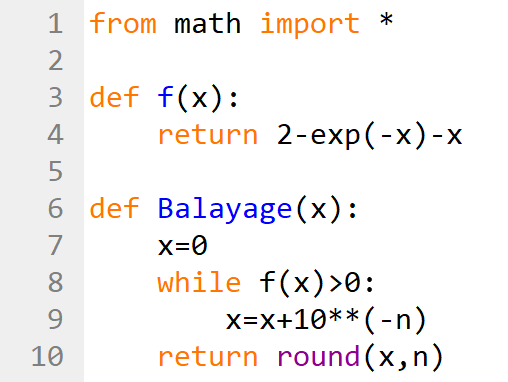 1 from math import *
2
3 def f(x):
4     return 2-exp(-x)-x
5
6 def Balayage(x):
7     x=0
8     while f(x)>0:
9         x=x+10**(-n)
10     return round(x,n)